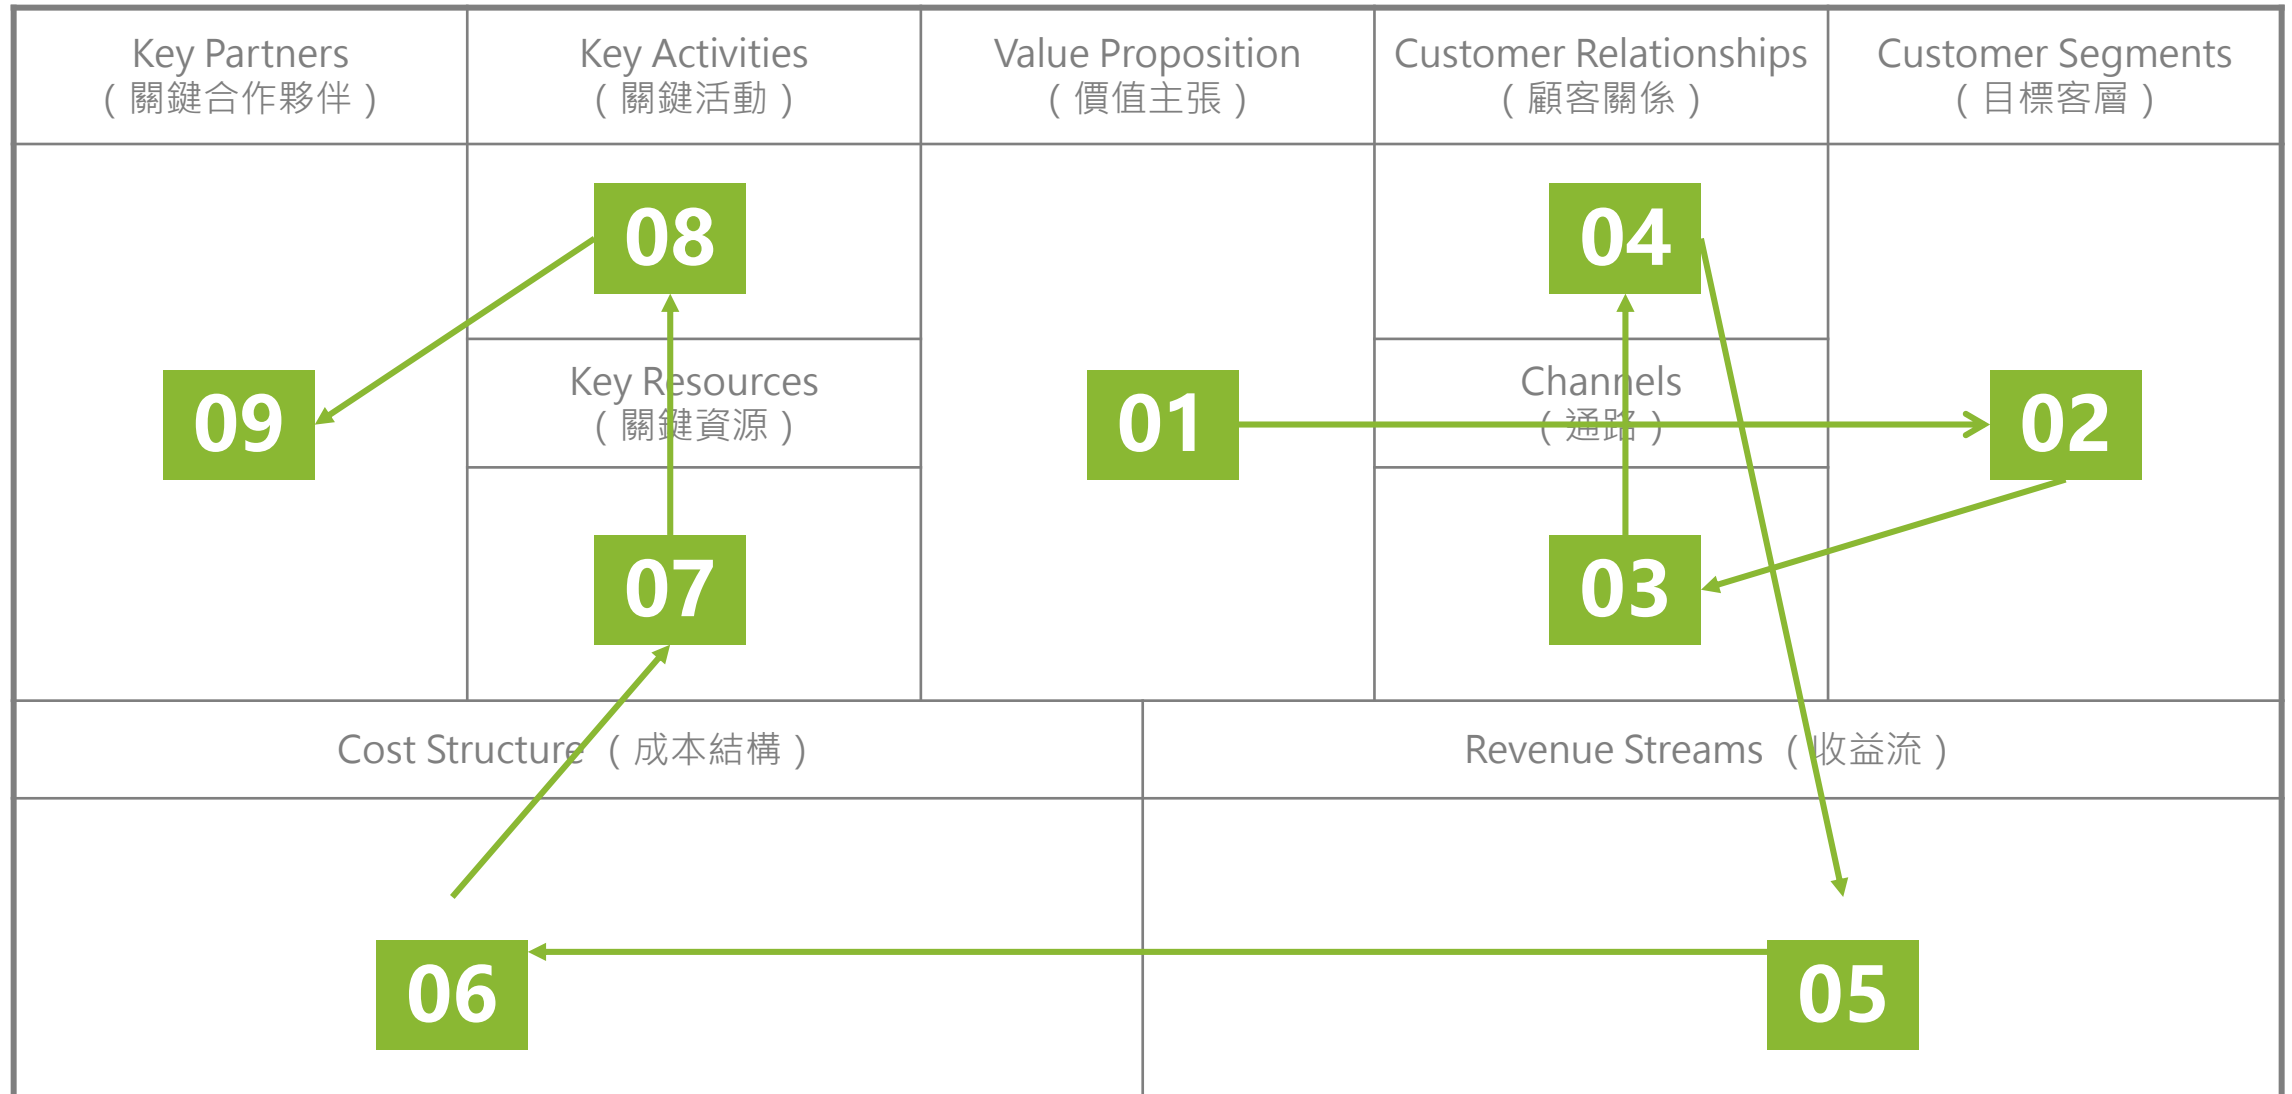 Key Partners
（關鍵合作夥伴）
Key Activities
（關鍵活動）
Value Proposition
（價值主張）
Customer Relationships
（顧客關係）
Customer Segments
（目標客層）
08
04
Key Resources
（關鍵資源）
Channels
（通路）
09
01
02
07
03
Cost Structure （成本結構）
Revenue Streams （收益流）
06
05